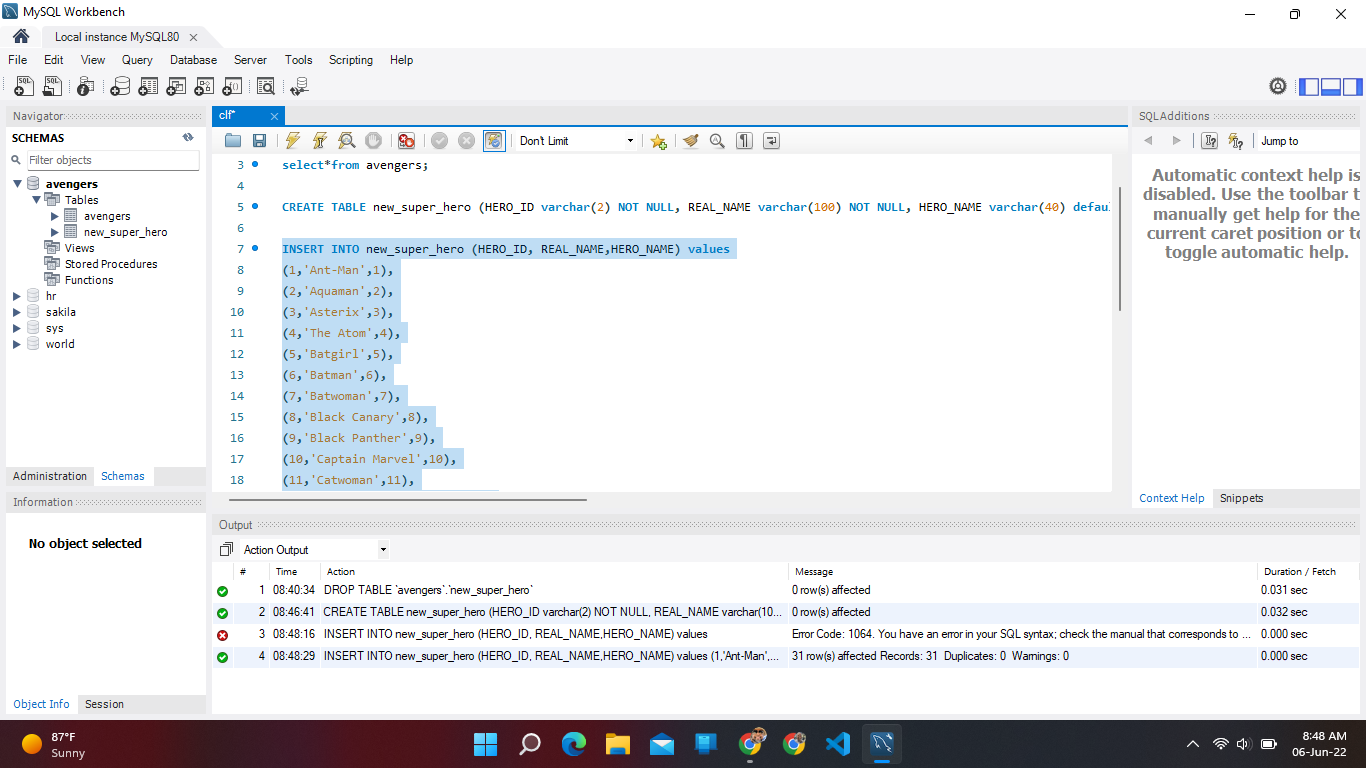 MySQL Workbench
Local instance MySQL80
File Edit View Query Database Server Tools Scripting Help
Navigator
SCHEMAS
Filter objects
avengers
Tables
avengers
new_super_hero
Views
Stored Procedures
Functions
hr
sakila
sys
world
Administration Schemas
Information
No object selected
Object Info Session
clf*
Don't Limit
3 select*from avengers;
4
5 CREATE TABLE new_super_hero (HERO_ID varchar(2) NOT NULL, REAL_NAME varchar(100) NOT NULL, HERO_NAME varchar(40) defau
6
7 INSERT INTO new_super_hero (HERO_ID, REAL_NAME,HERO_NAME) values
8 (1,'Ant-Man',1),
9 (2,'Aquaman',2),
10 (3,'Asterix',3),
11 (4,'The Atom',4),
12 (5,'Batgirl',5),
13 (6,'Batman',6),
14 (7,'Batwoman',7),
15 (8,'Black Canary',8),
16 (9,'Black Panther',9),
17 (10,'Captain Marvel',10),
18 (11,'Catwoman',11),
SQLAdditions
Jump to
Automatic context help is
disabled. Use the toolbar t
manually get help for the
current caret position or to
toggle automatic help.
Context Help Snippets
Output
Action Output
# Time Action Message Duration / Fetch
1 08:40:34 DROP TABLE `avengers`.`new_super_hero` 0 row(s) affected 0.031 sec
2 08:46:41 CREATE TABLE new_super_hero (HERO_ID varchar(2) NOT NULL, REAL_NAME varchar(10... 0 row(s) affected 0.032 sec
3 08:48:16 INSERT INTO new_super_hero (HERO_ID, REAL_NAME,HERO_NAME) values Error Code: 1064. You have an error in your SQL syntax; check the manual that corresponds to ... 0.000 sec
4 08:48:29 INSERT INTO new_super_hero (HERO_ID, REAL_NAME,HERO_NAME) values (1,'Ant-Man',... 31 row(s) affected Records: 31 Duplicates: 0 Warnings: 0 0.000 sec
87°F
Sunny
8:48 AM
06-Jun-22